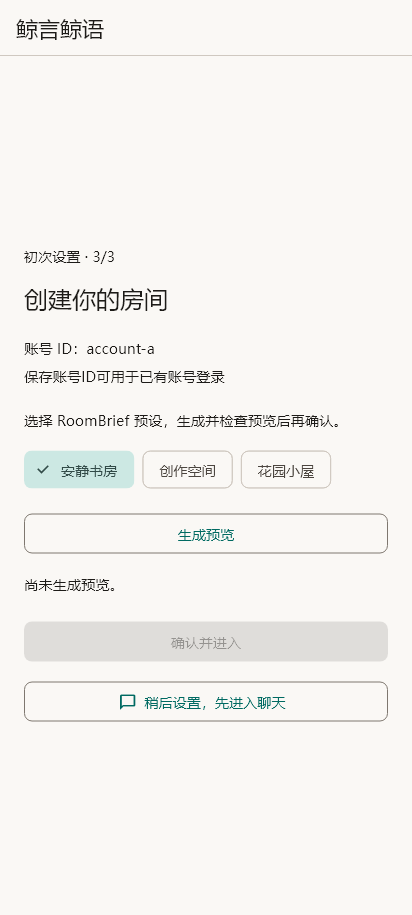 鲸言鲸语
初次设置 · 3/3
创建你的房间
账号 ID：account-a
保存账号ID可用于已有账号登录
选择 RoomBrief 预设，生成并检查预览后再确认。
安静书房 创作空间 花园小屋
生成预览
尚未生成预览。
确认并进入
稍后设置，先进入聊天